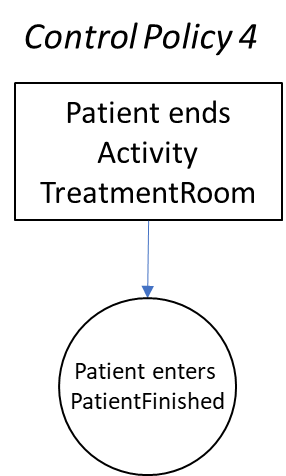 Control Policy 4
Patient ends
Activity
TreatmentRoom
Patient enters
PatientFinished